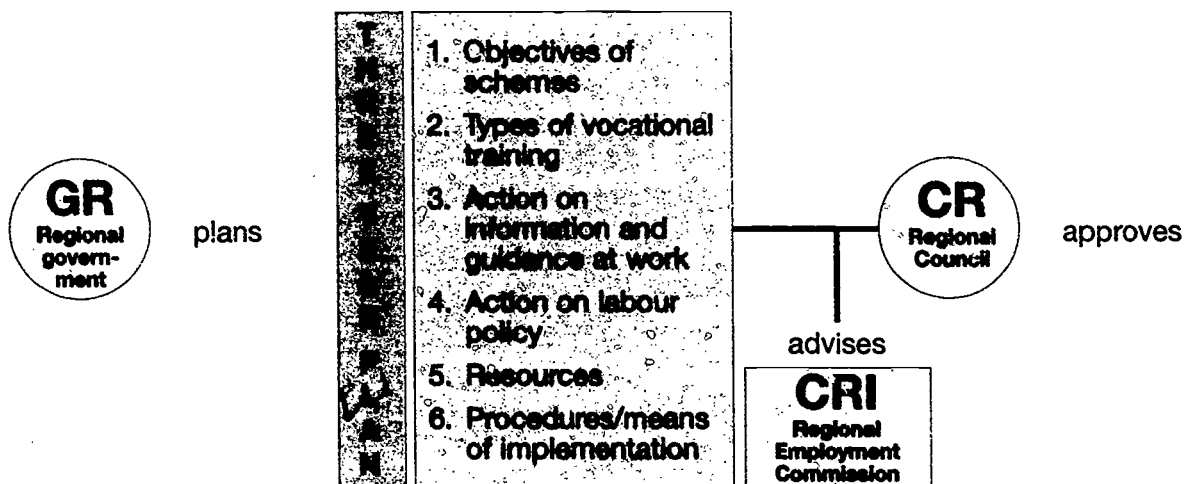 GR
Regional
govern-
ment
plans
1. Objectives of
schemes
2. Types of vocational
training
3. Action on
information and
guidance at work
4. Action on labour
policy
5. Resources
6. Procedures/means
of implementation
CR
Regional
Council
approves
advises
CRI
Regional
Employment
Commission